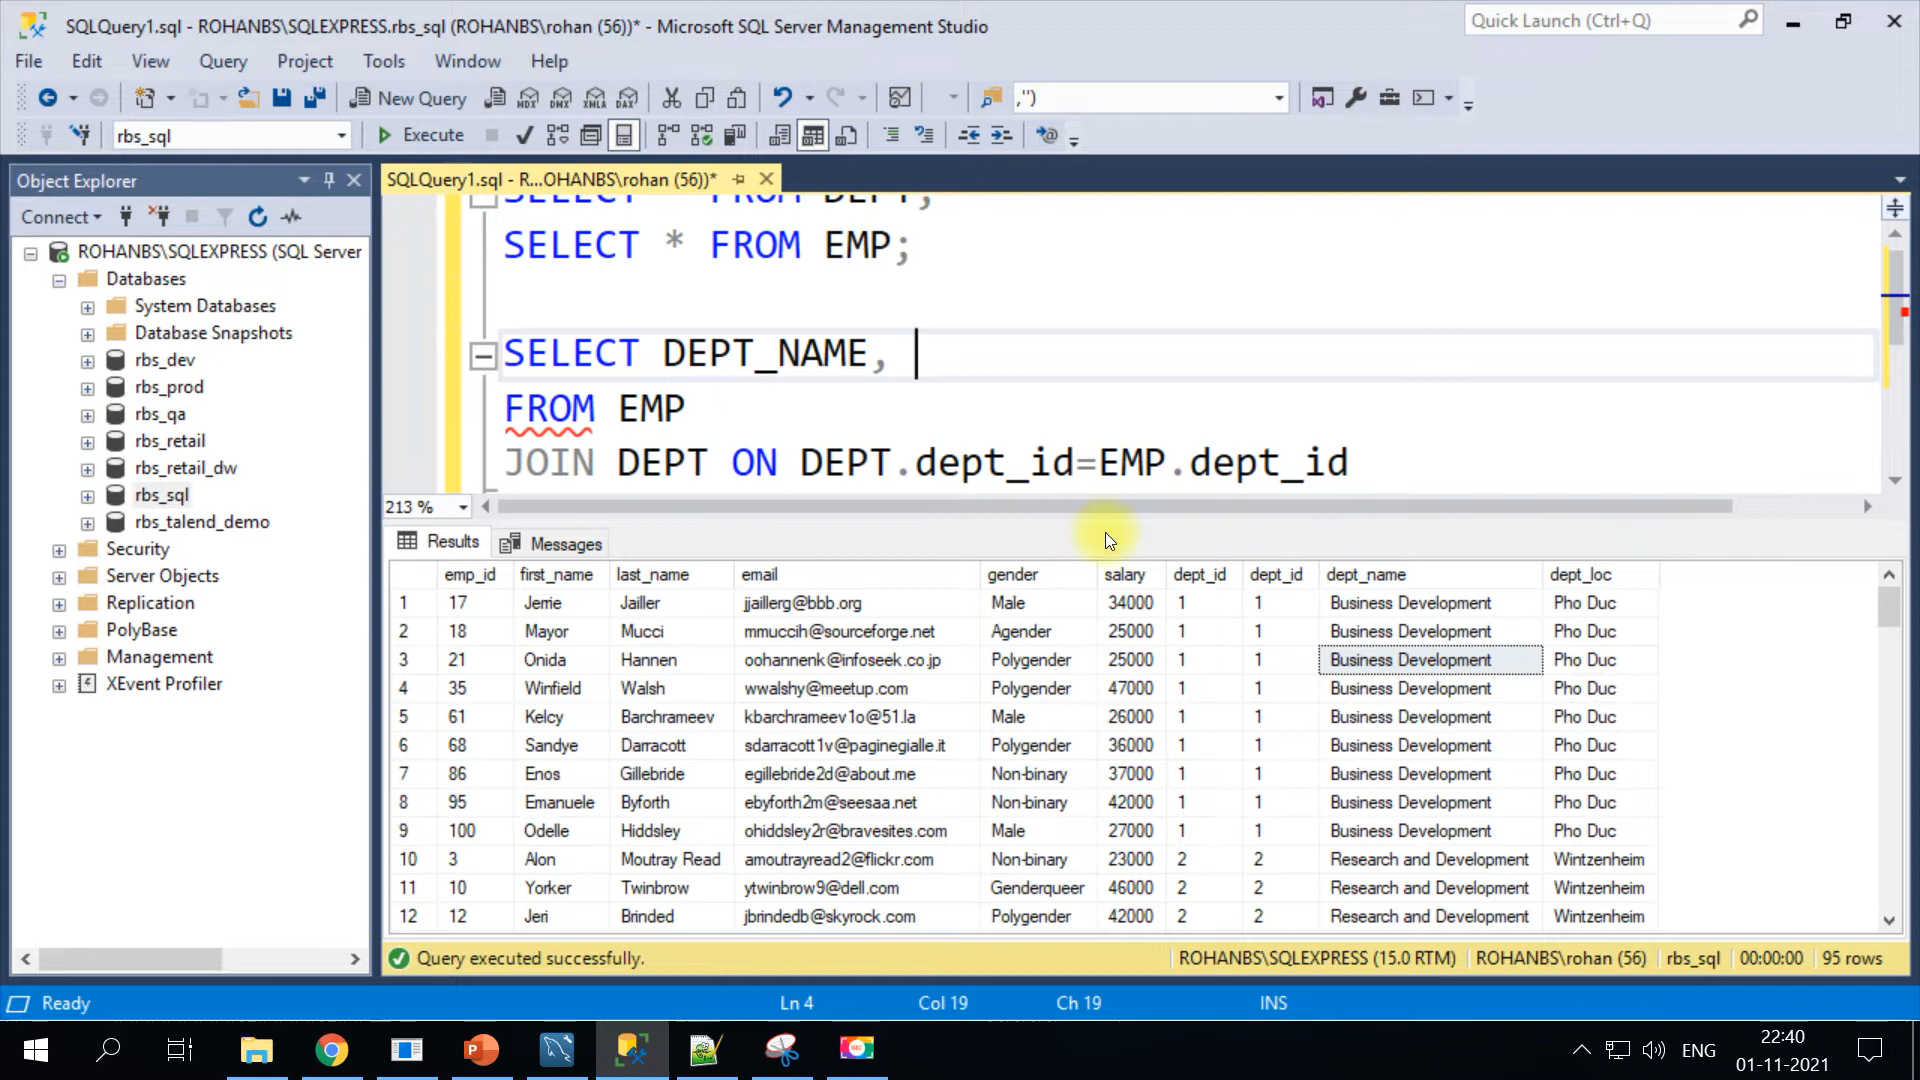 SQLQuery1.sql - ROHANBS\SQLEXPRESS.rbs_sql (ROHANBS\rohan (56))* - Microsoft SQL Server Management Studio
Quick Launch (Ctrl+Q)
File Edit View Query Project Tools Window Help
New Query MDX DMX XMLA DAX ,'')
rbs_sql Execute
Object Explorer
SQLQuery1.sql - R...OHANBS\rohan (56))*
Connect
ROHANBS\SQLEXPRESS (SQL Server
Databases
System Databases
Database Snapshots
rbs_dev
rbs_prod
rbs_qa
rbs_retail
rbs_retail_dw
rbs_sql
rbs_talend_demo
Security
Server Objects
Replication
PolyBase
Management
XEvent Profiler
SELECT * FROM DEPT;
SELECT * FROM EMP;
SELECT DEPT_NAME,
FROM EMP
JOIN DEPT ON DEPT.dept_id=EMP.dept_id
213 %
Results Messages
emp_id first_name last_name email gender salary dept_id dept_id dept_name dept_loc
1 17 Jerrie Jailler jjaillerg@bbb.org Male 34000 1 1 Business Development Pho Duc
2 18 Mayor Mucci mmuccih@sourceforge.net Agender 25000 1 1 Business Development Pho Duc
3 21 Onida Hannen oohannenk@infoseek.co.jp Polygender 25000 1 1 Business Development Pho Duc
4 35 Winfield Walsh wwalshy@meetup.com Polygender 47000 1 1 Business Development Pho Duc
5 61 Kelcy Barchrameev kbarchrameev1o@51.la Male 26000 1 1 Business Development Pho Duc
6 68 Sandye Darracott sdarracott1v@paginegialle.it Polygender 36000 1 1 Business Development Pho Duc
7 86 Enos Gillebride egillebride2d@about.me Non-binary 37000 1 1 Business Development Pho Duc
8 95 Emanuele Byforth ebyforth2m@seesaa.net Non-binary 42000 1 1 Business Development Pho Duc
9 100 Odelle Hiddsley ohiddsley2r@bravesites.com Male 27000 1 1 Business Development Pho Duc
10 3 Alon Moutray Read amoutrayread2@flickr.com Non-binary 23000 2 2 Research and Development Wintzenheim
11 10 Yorker Twinbrow ytwinbrow9@dell.com Genderqueer 46000 2 2 Research and Development Wintzenheim
12 12 Jeri Brinded jbrindedb@skyrock.com Polygender 42000 2 2 Research and Development Wintzenheim
Query executed successfully. ROHANBS\SQLEXPRESS (15.0 RTM) ROHANBS\rohan (56) rbs_sql 00:00:00 95 rows
Ready Ln 4 Col 19 Ch 19 INS
ENG 22:40
01-11-2021